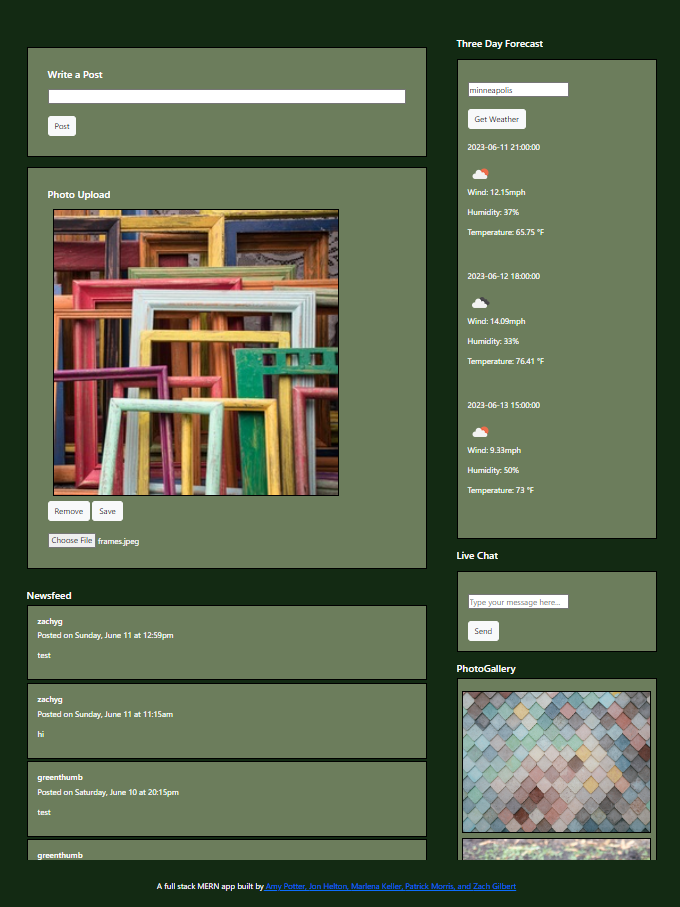 Write a Post
Post
Photo Upload
Remove Save
Choose File frames.jpeg
Newsfeed
zachyg
Posted on Sunday, June 11 at 12:59pm
test
zachyg
Posted on Sunday, June 11 at 11:15am
hi
greenthumb
Posted on Saturday, June 10 at 20:15pm
test
greenthumb
Three Day Forecast
minneapolis
Get Weather
2023-06-11 21:00:00
Wind: 12.15mph
Humidity: 37%
Temperature: 65.75 °F
2023-06-12 18:00:00
Wind: 14.09mph
Humidity: 33%
Temperature: 76.41 °F
2023-06-13 15:00:00
Wind: 9.33mph
Humidity: 50%
Temperature: 73 °F
Live Chat
Type your message here...
Send
PhotoGallery
A full stack MERN app built by Amy Potter, Jon Helton, Marlena Keller, Patrick Morris, and Zach Gilbert